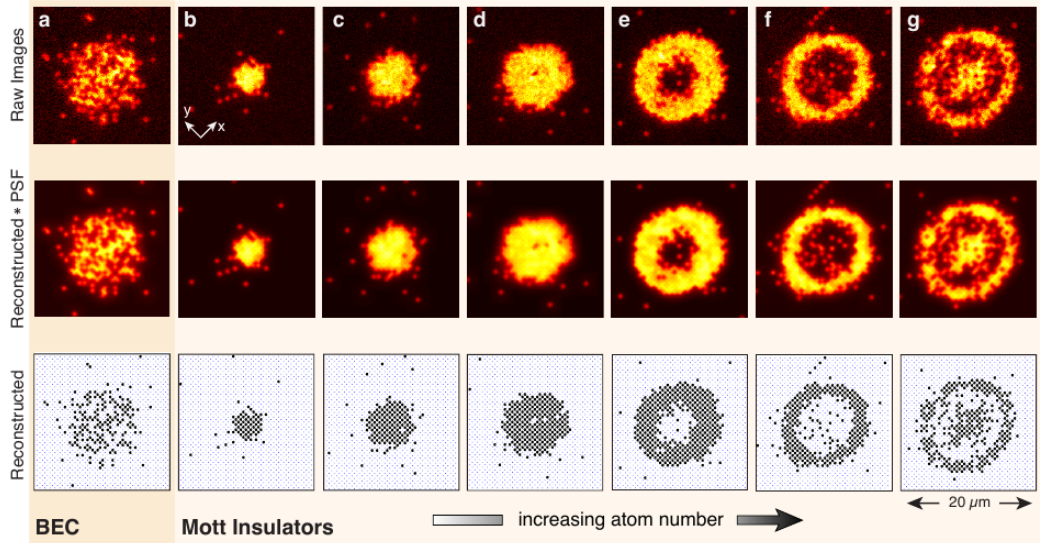 a b c d e f g
Raw Images
y x
Reconstructed * PSF
Reconstructed
20 µm
BEC Mott Insulators increasing atom number